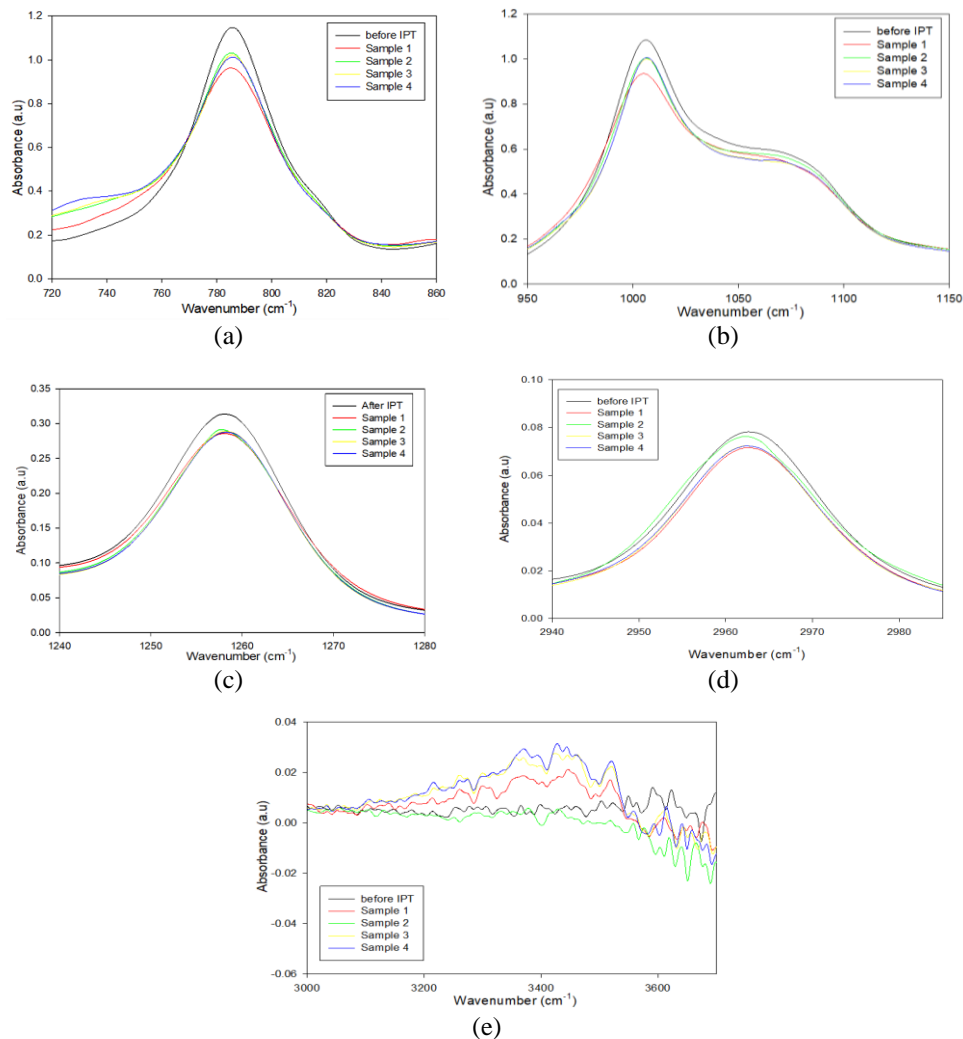 1.2
1.0
0.8
0.6
0.4
0.2
0.0
Absorbance (a.u)
720 740 760 780 800 820 840 860
Wavenumber (cm⁻¹)
before IPT
Sample 1
Sample 2
Sample 3
Sample 4
(a)
1.2
1.0
0.8
0.6
0.4
0.2
0.0
Absorbance (a.u)
950 1000 1050 1100 1150
Wavenumber (cm⁻¹)
before IPT
Sample 1
Sample 2
Sample 3
Sample 4
(b)
0.35
0.30
0.25
0.20
0.15
0.10
0.05
0.00
Absorbance (a.u)
1240 1250 1260 1270 1280
Wavenumber (cm⁻¹)
After IPT
Sample 1
Sample 2
Sample 3
Sample 4
(c)
0.10
0.08
0.06
0.04
0.02
0.00
Absorbance (a.u)
2940 2950 2960 2970 2980
Wavenumber (cm⁻¹)
before IPT
Sample 1
Sample 2
Sample 3
Sample 4
(d)
0.04
0.02
0.00
-0.02
-0.04
-0.06
Absorbance (a.u)
3000 3200 3400 3600
Wavenumber (cm⁻¹)
before IPT
Sample 1
Sample 2
Sample 3
Sample 4
(e)